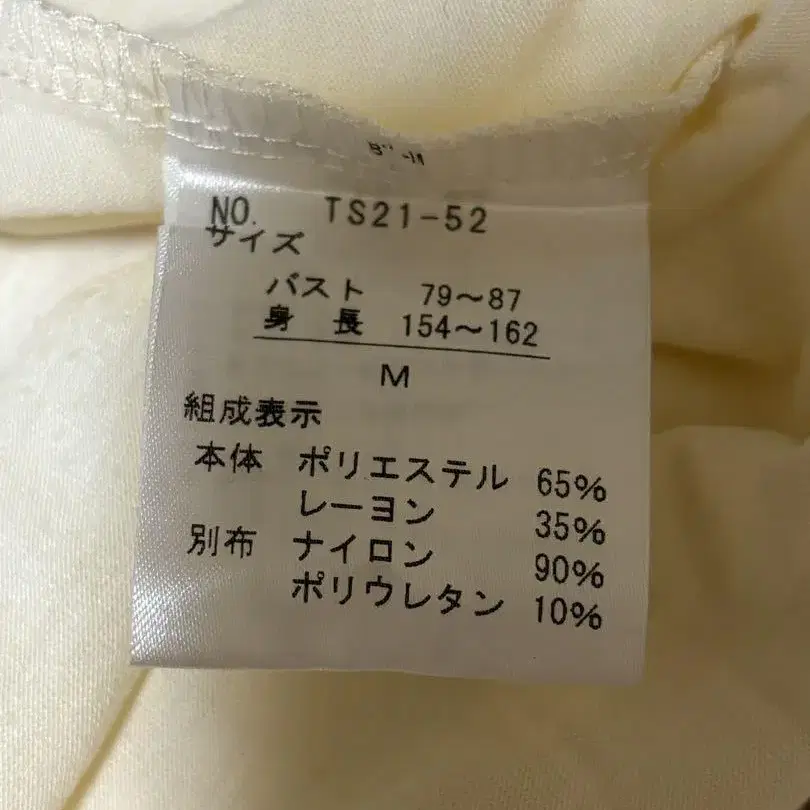 NO. TS21-52
サイズ
バスト 79～87
身長 154～162
M
組成表示
本体 ポリエステル 65%
レーヨン 35%
別布 ナイロン 90%
ポリウレタン 10%